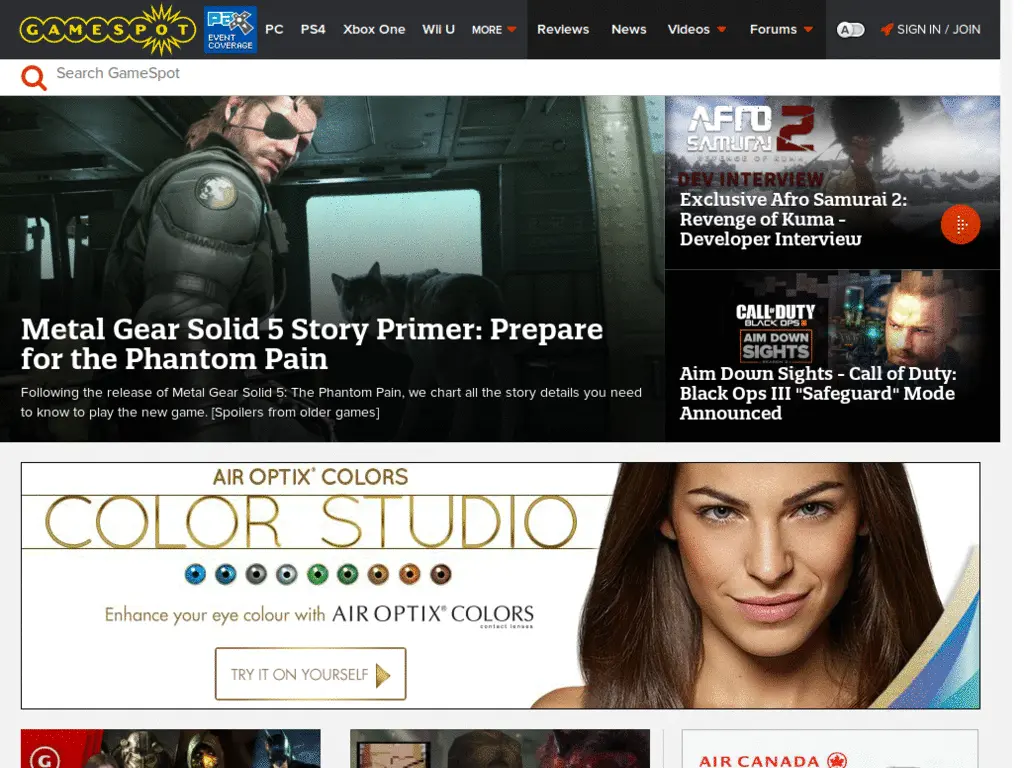 GAMESPOT
PAX
EVENT
COVERAGE
PC PS4 Xbox One Wii U MORE Reviews News Videos Forums A D SIGN IN / JOIN
Search GameSpot
Metal Gear Solid 5 Story Primer: Prepare
for the Phantom Pain
Following the release of Metal Gear Solid 5: The Phantom Pain, we chart all the story details you need
to know to play the new game. [Spoilers from older games]
AFRO
SAMURAI 2
REVENGE OF KUMA
DEV INTERVIEW
Exclusive Afro Samurai 2:
Revenge of Kuma -
Developer Interview
CALL OF DUTY
BLACK OPS III
AIM DOWN
SIGHTS
Aim Down Sights - Call of Duty:
Black Ops III "Safeguard" Mode
Announced
AIR OPTIX® COLORS
COLOR STUDIO
Enhance your eye colour with AIR OPTIX® COLORS
contact lenses
TRY IT ON YOURSELF
G
AIR CANADA